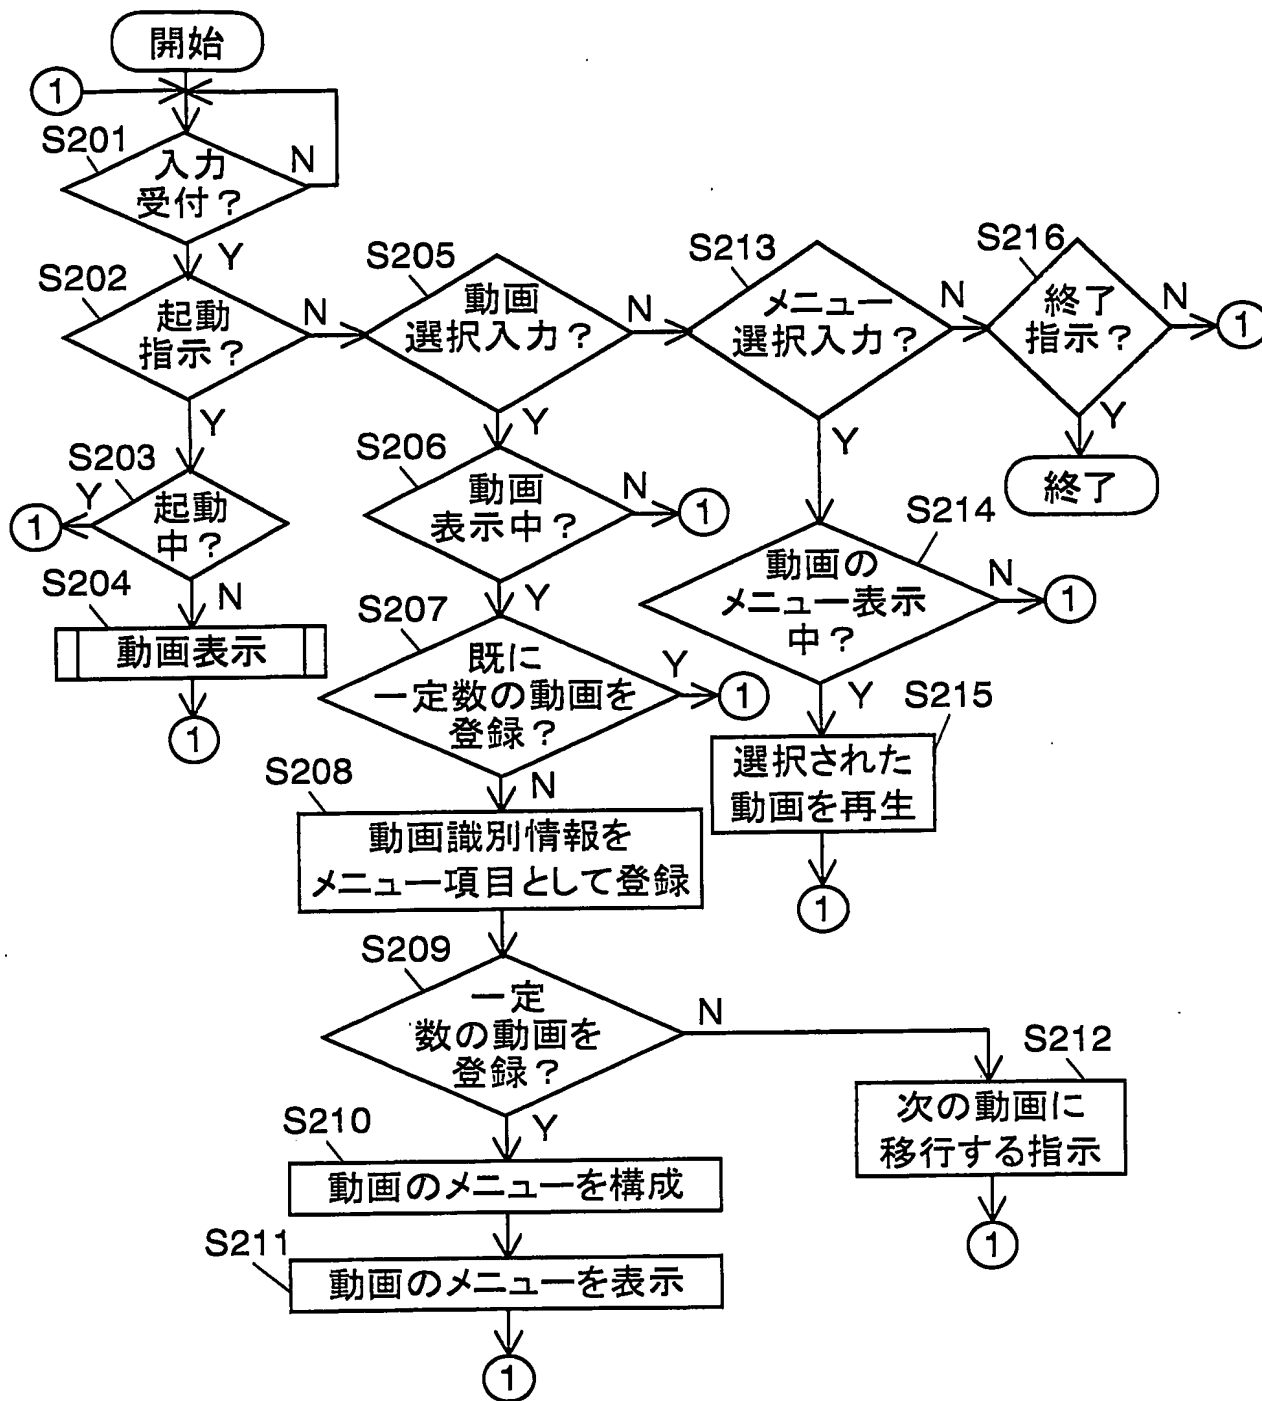 開始
1
S201
入力
受付?
N
Y
S202
起動
指示?
N
Y
S205
動画
選択入力?
N
Y
S213
メニュー
選択入力?
N
Y
S216
終了
指示?
N
1
Y
終了
S203
起動
中?
Y
1
N
S204
動画表示
1
S206
動画
表示中?
N
1
Y
S207
既に
一定数の動画を
登録?
Y
1
N
S214
動画の
メニュー表示
中?
N
1
Y
S215
選択された
動画を再生
1
S208
動画識別情報を
メニュー項目として登録
S209
一定
数の動画を
登録?
N
Y
S212
次の動画に
移行する指示
1
S210
動画のメニューを構成
S211
動画のメニューを表示
1